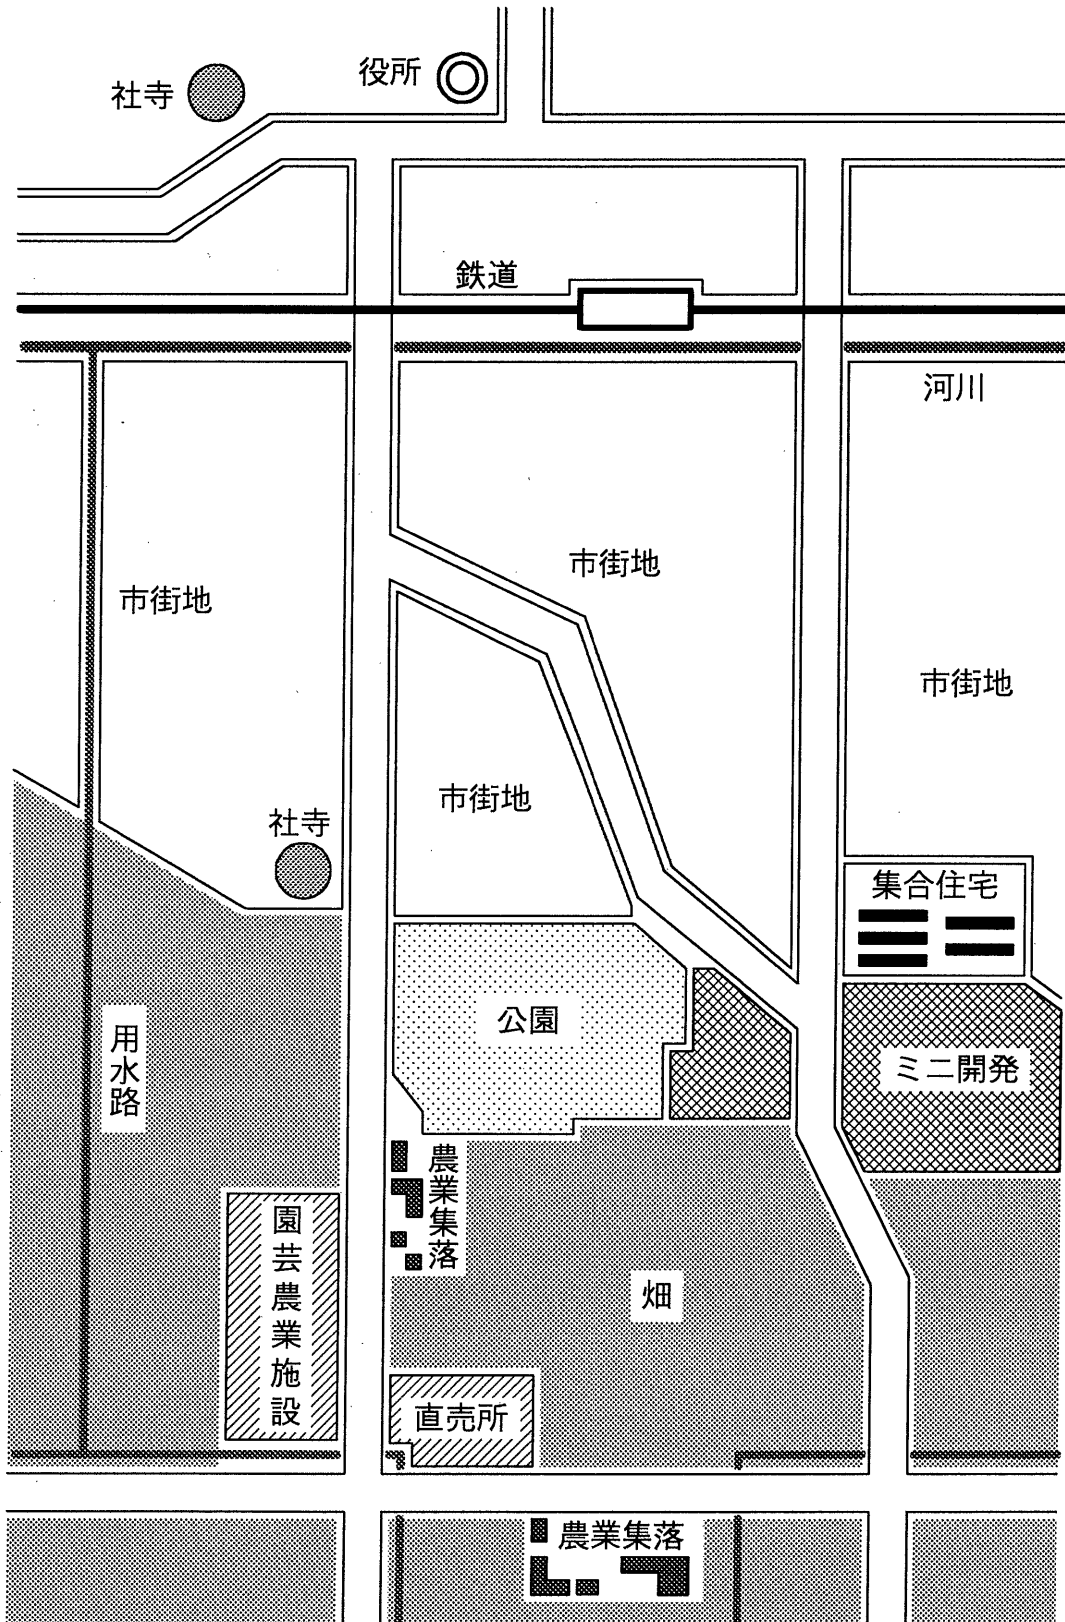 役所
社寺
鉄道
河川
市街地
市街地
市街地
市街地
社寺
集合住宅
公園
用水路
ミニ開発
農業集落
園芸農業施設
畑
直売所
農業集落